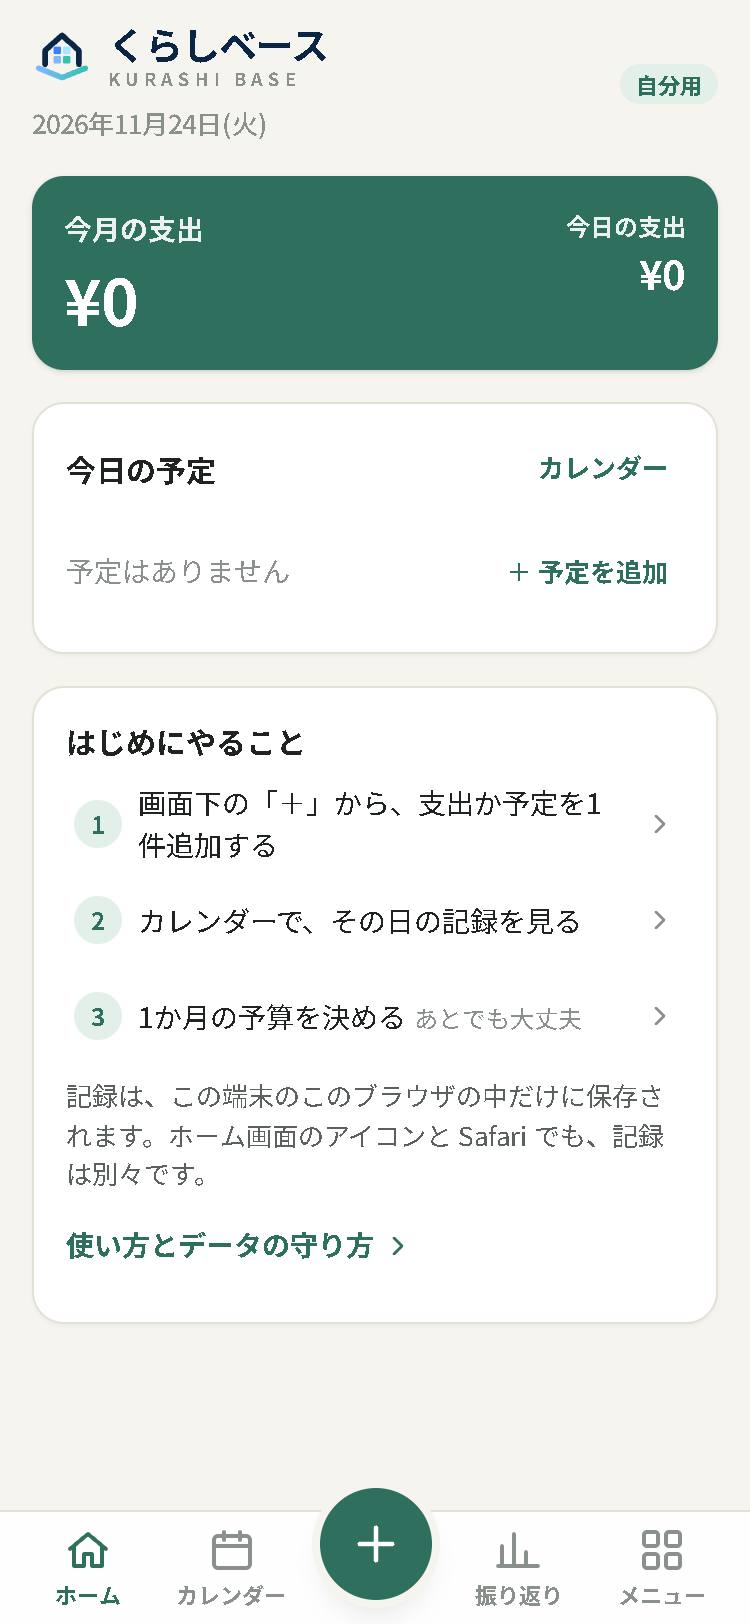 くらしベース
KURASHI BASE
自分用
2026年11月24日(火)
今月の支出
今日の支出
¥0
¥0
今日の予定
カレンダー
予定はありません
＋ 予定を追加
はじめにやること
1
画面下の「＋」から、支出か予定を1
件追加する
2
カレンダーで、その日の記録を見る
3
1か月の予算を決める あとでも大丈夫
記録は、この端末のこのブラウザの中だけに保存さ
れます。ホーム画面のアイコンと Safari でも、記録
は別々です。
使い方とデータの守り方
ホーム
カレンダー
振り返り
メニュー